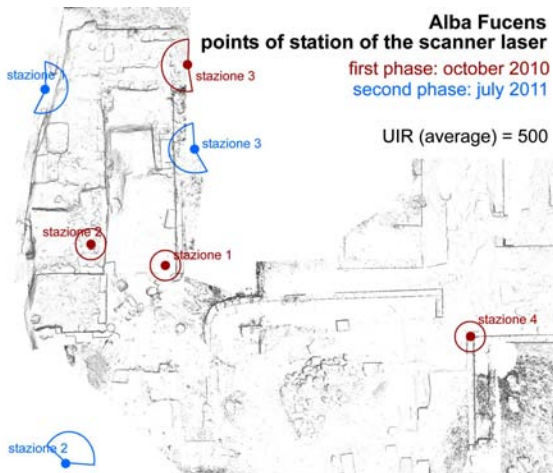 Alba Fucens
points of station of the scanner laser
first phase: october 2010
second phase: july 2011
UIR (average) = 500
stazione 1
stazione 3
stazione 3
stazione 2
stazione 1
stazione 4
stazione 2